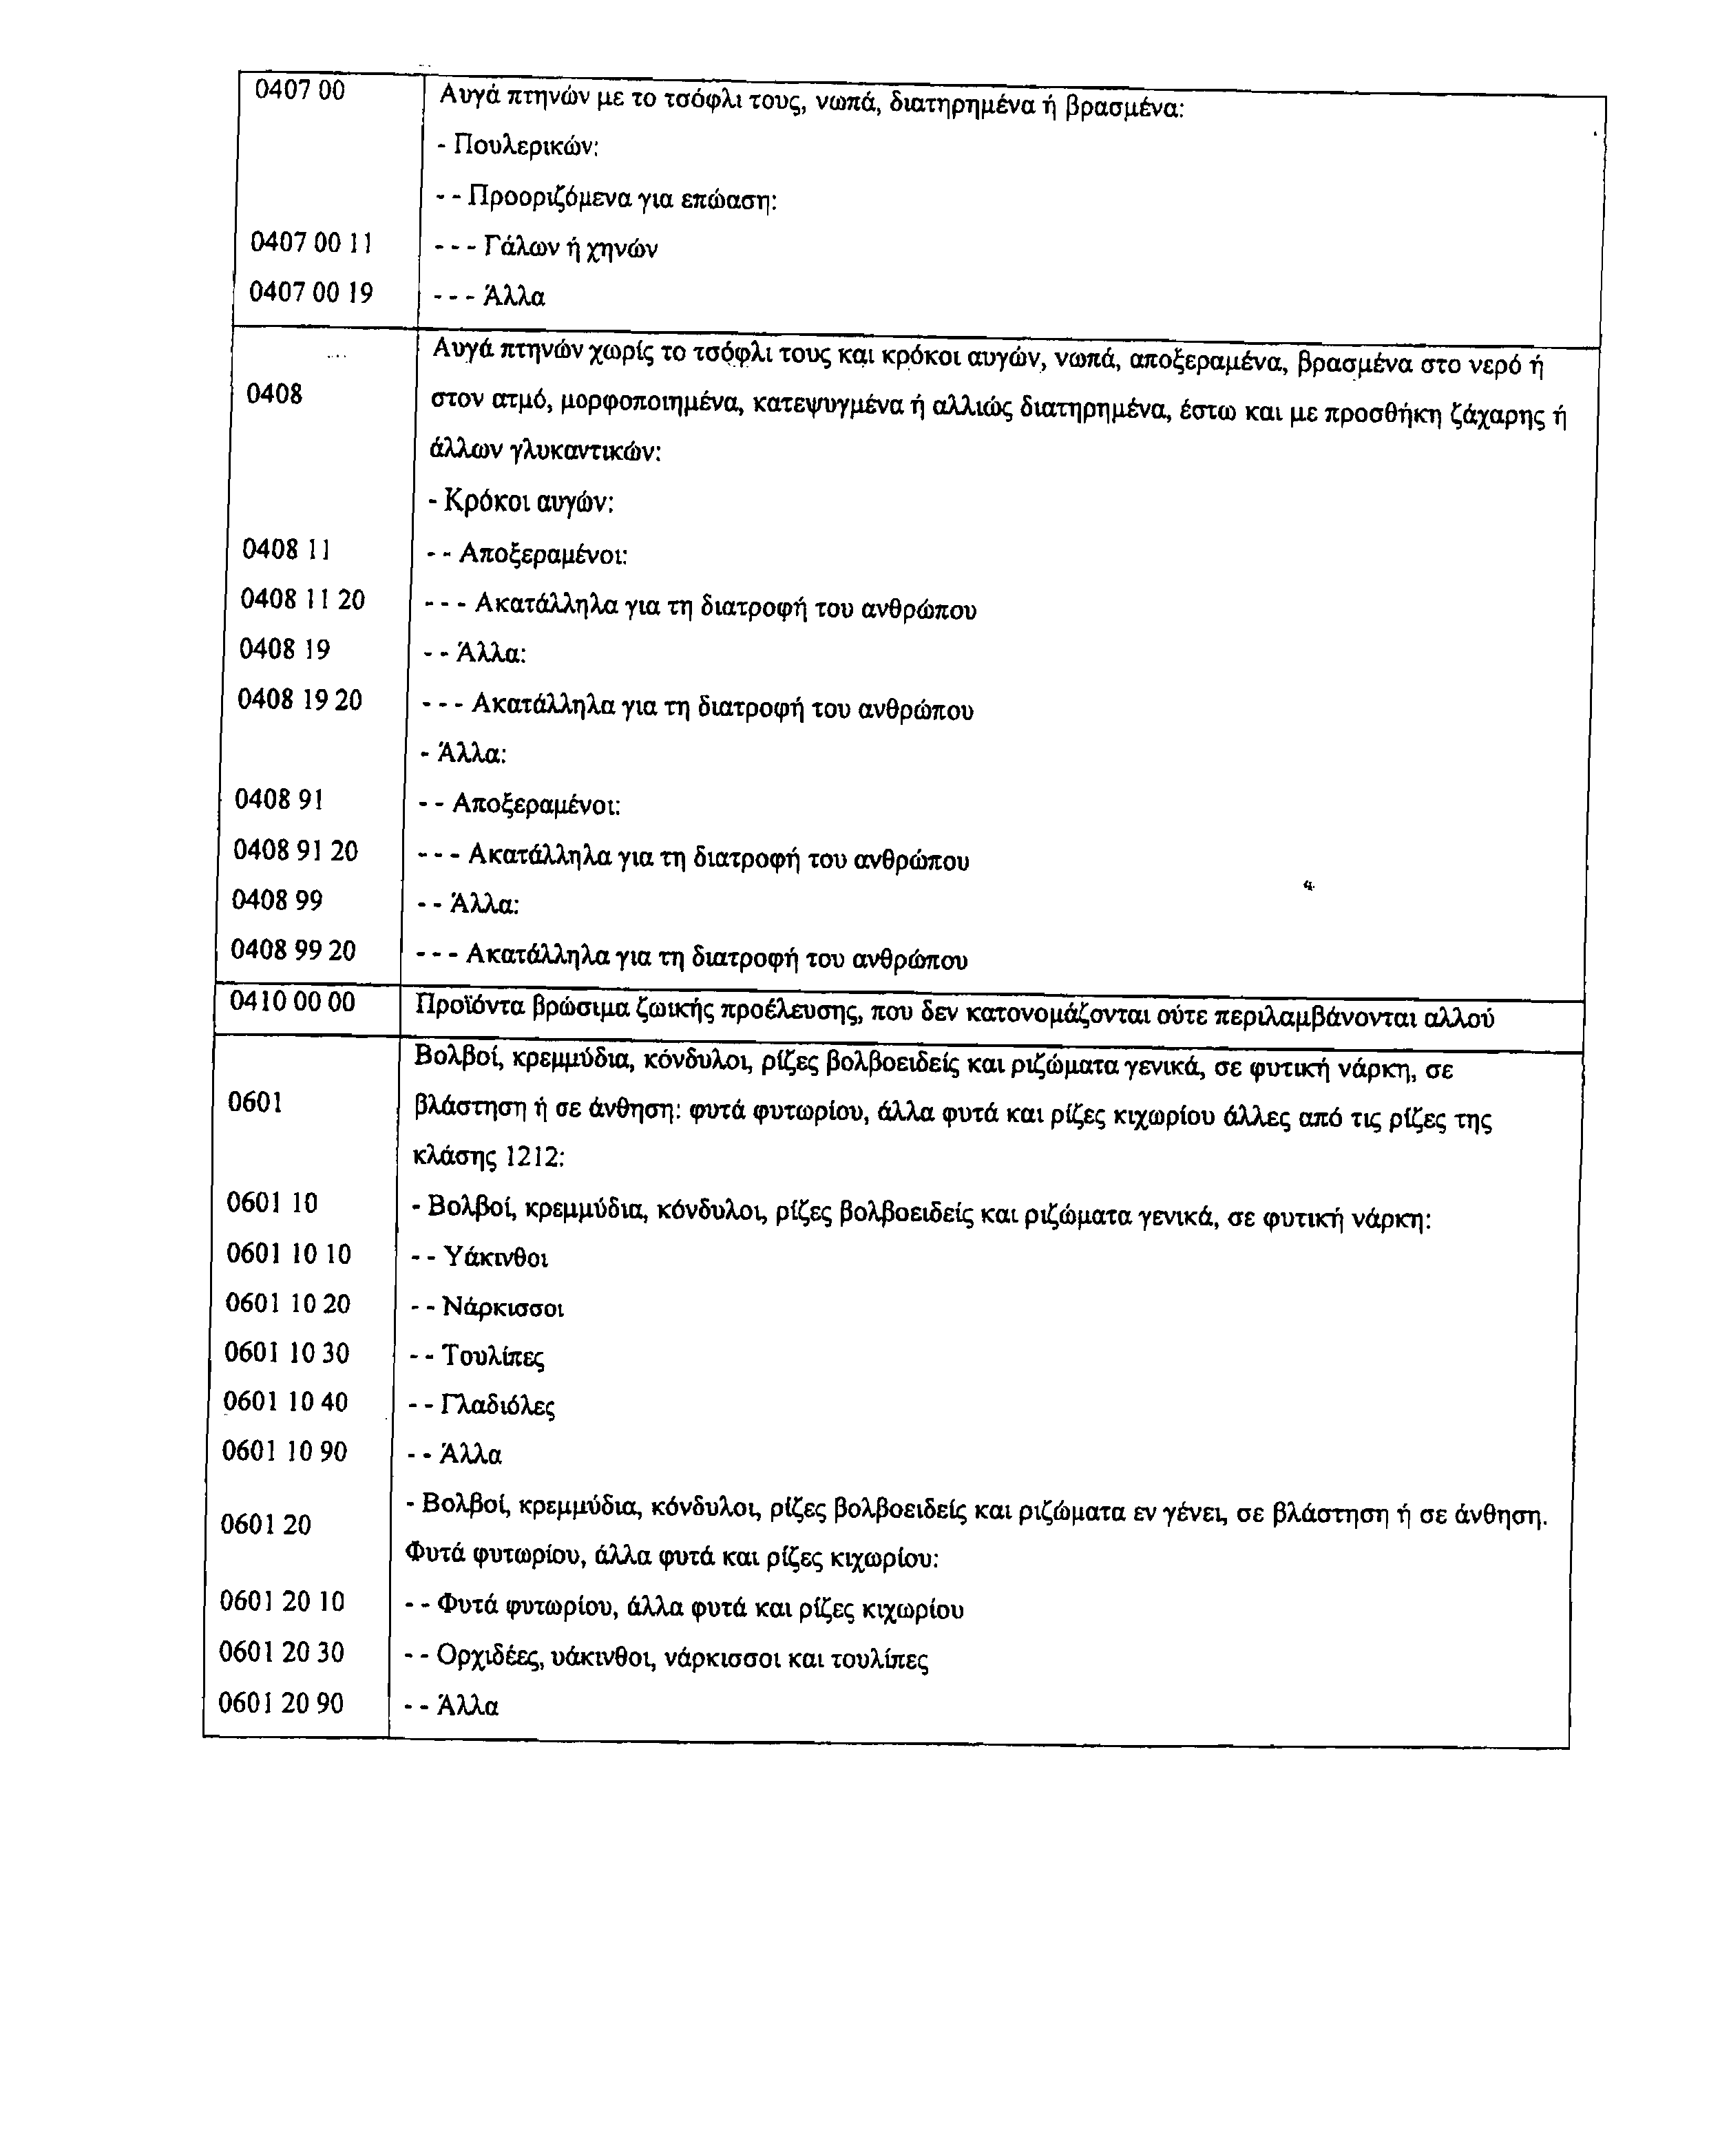 0407 00 Αυγά πτηνών με το τσόφλι τους, νωπά, διατηρημένα ή βρασμένα:
- Πουλερικών:
- - Προοριζόμενα για επώαση:
0407 00 11 - - - Γάλων ή χηνών
0407 00 19 - - - Άλλα
Αυγά πτηνών χωρίς το τσόφλι τους και κρόκοι αυγών, νωπά, αποξεραμένα, βρασμένα στο νερό ή
0408 στον ατμό, μορφοποιημένα, κατεψυγμένα ή αλλιώς διατηρημένα, έστω και με προσθήκη ζάχαρης ή
άλλων γλυκαντικών:
- Κρόκοι αυγών:
0408 11 - - Αποξεραμένοι:
0408 11 20 - - - Ακατάλληλα για τη διατροφή του ανθρώπου
0408 19 - - Άλλα:
0408 19 20 - - - Ακατάλληλα για τη διατροφή του ανθρώπου
- Άλλα:
0408 91 - - Αποξεραμένοι:
0408 91 20 - - - Ακατάλληλα για τη διατροφή του ανθρώπου
0408 99 - - Άλλα:
0408 99 20 - - - Ακατάλληλα για τη διατροφή του ανθρώπου
0410 00 00 Προϊόντα βρώσιμα ζωικής προέλευσης, που δεν κατονομάζονται ούτε περιλαμβάνονται αλλού
Βολβοί, κρεμμύδια, κόνδυλοι, ρίζες βολβοειδείς και ριζώματα γενικά, σε φυτική νάρκη, σε
0601 βλάστηση ή σε άνθηση: φυτά φυτωρίου, άλλα φυτά και ρίζες κιχωρίου άλλες από τις ρίζες της
κλάσης 1212:
0601 10 - Βολβοί, κρεμμύδια, κόνδυλοι, ρίζες βολβοειδείς και ριζώματα γενικά, σε φυτική νάρκη:
0601 10 10 - - Υάκινθοι
0601 10 20 - - Νάρκισσοι
0601 10 30 - - Τουλίπες
0601 10 40 - - Γλαδιόλες
0601 10 90 - - Άλλα
0601 20 - Βολβοί, κρεμμύδια, κόνδυλοι, ρίζες βολβοειδείς και ριζώματα εν γένει, σε βλάστηση ή σε άνθηση.
Φυτά φυτωρίου, άλλα φυτά και ρίζες κιχωρίου:
0601 20 10 - - Φυτά φυτωρίου, άλλα φυτά και ρίζες κιχωρίου
0601 20 30 - - Ορχιδέες, υάκινθοι, νάρκισσοι και τουλίπες
0601 20 90 - - Άλλα